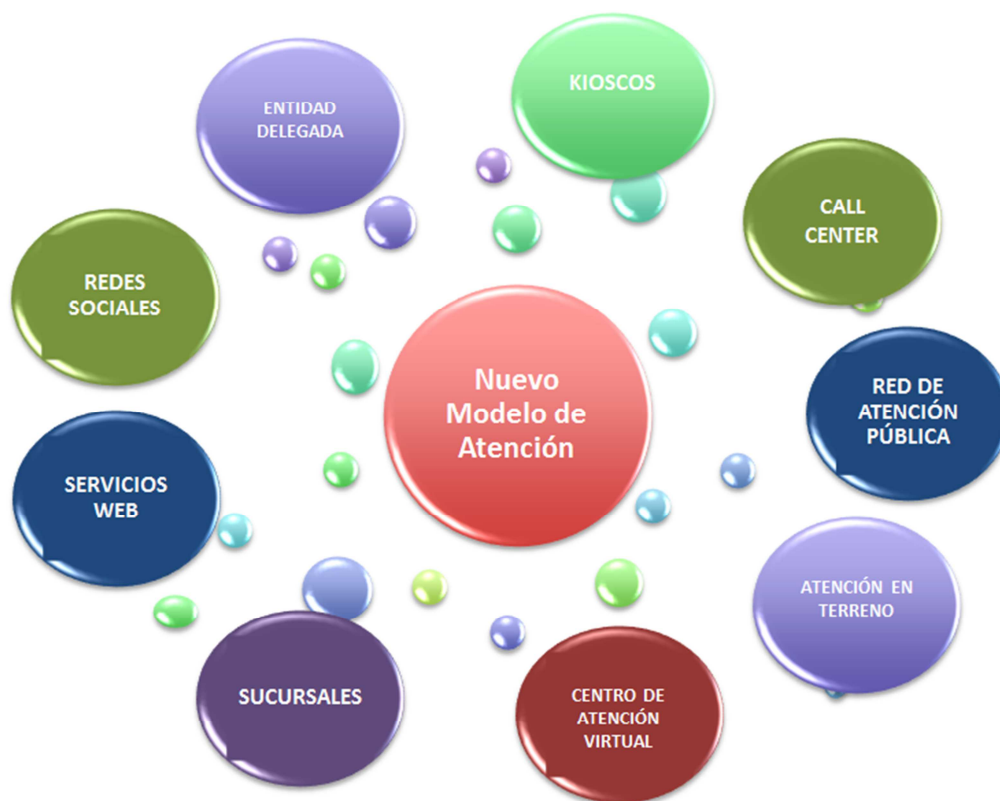 KIOSCOS
ENTIDAD
DELEGADA
CALL
CENTER
REDES
SOCIALES
Nuevo
Modelo de
Atención
RED DE
ATENCIÓN
PÚBLICA
SERVICIOS
WEB
ATENCIÓN EN
TERRENO
SUCURSALES
CENTRO DE
ATENCIÓN
VIRTUAL